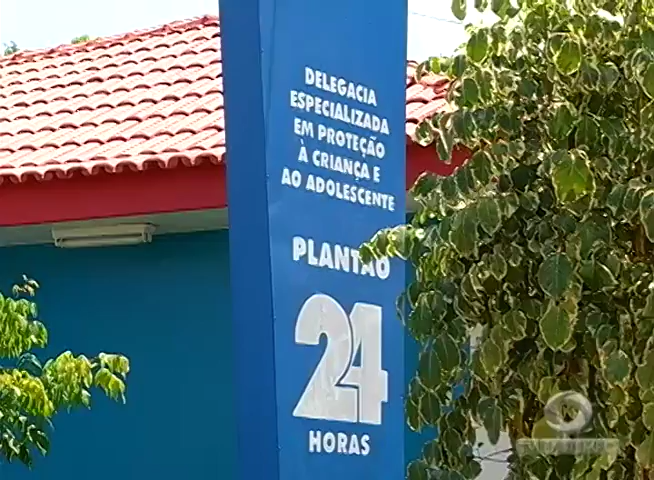 DELEGACIA
ESPECIALIZADA
EM PROTEÇÃO
À CRIANÇA E
AO ADOLESCENTE
PLANTÃO
24
HORAS